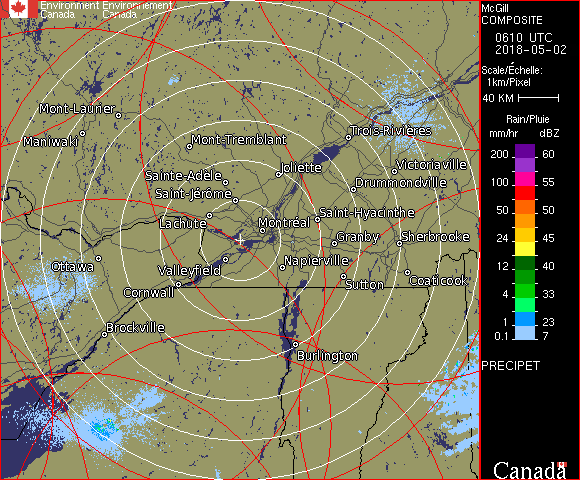 Environment Environnement
Canada Canada
McGill
COMPOSITE
0610 UTC
2018-05-02
Scale/Échelle:
1km/Pixel
40 KM
Rain/Pluie
mm/hr dBZ
200 60
100 55
50 50
24 45
12 40
4 33
1 23
0.1 7
PRECIPET
Canada
Mont-Laurier
Maniwaki
Mont-Tremblant
Trois-Rivières
Joliette
Victoriaville
Sainte-Adèle
Drummondville
Saint-Jérôme
Lachute
Saint-Hyacinthe
Montréal
Granby
Sherbrooke
Ottawa
Valleyfield
Napierville
Cornwall
Sutton
Coaticook
Brockville
Burlington